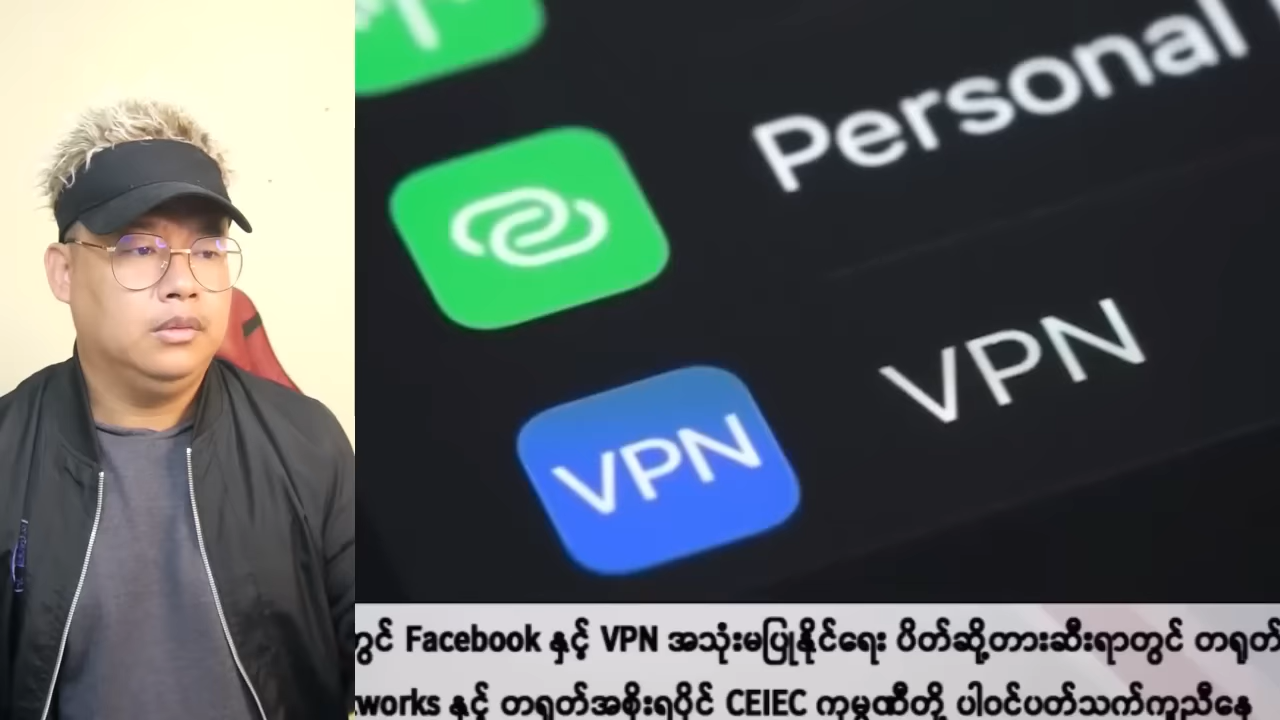 Personal
VPN
VPN
တွင် Facebook နှင့် VPN အသုံးမပြုနိုင်ရေး ပိတ်ဆို့တားဆီးရာတွင် တရုတ်
tworks နှင့် တရုတ်အစိုးရပိုင် CEIEC ကုမ္ပဏီတို့ ပါဝင်ပတ်သက်ကူညီနေ